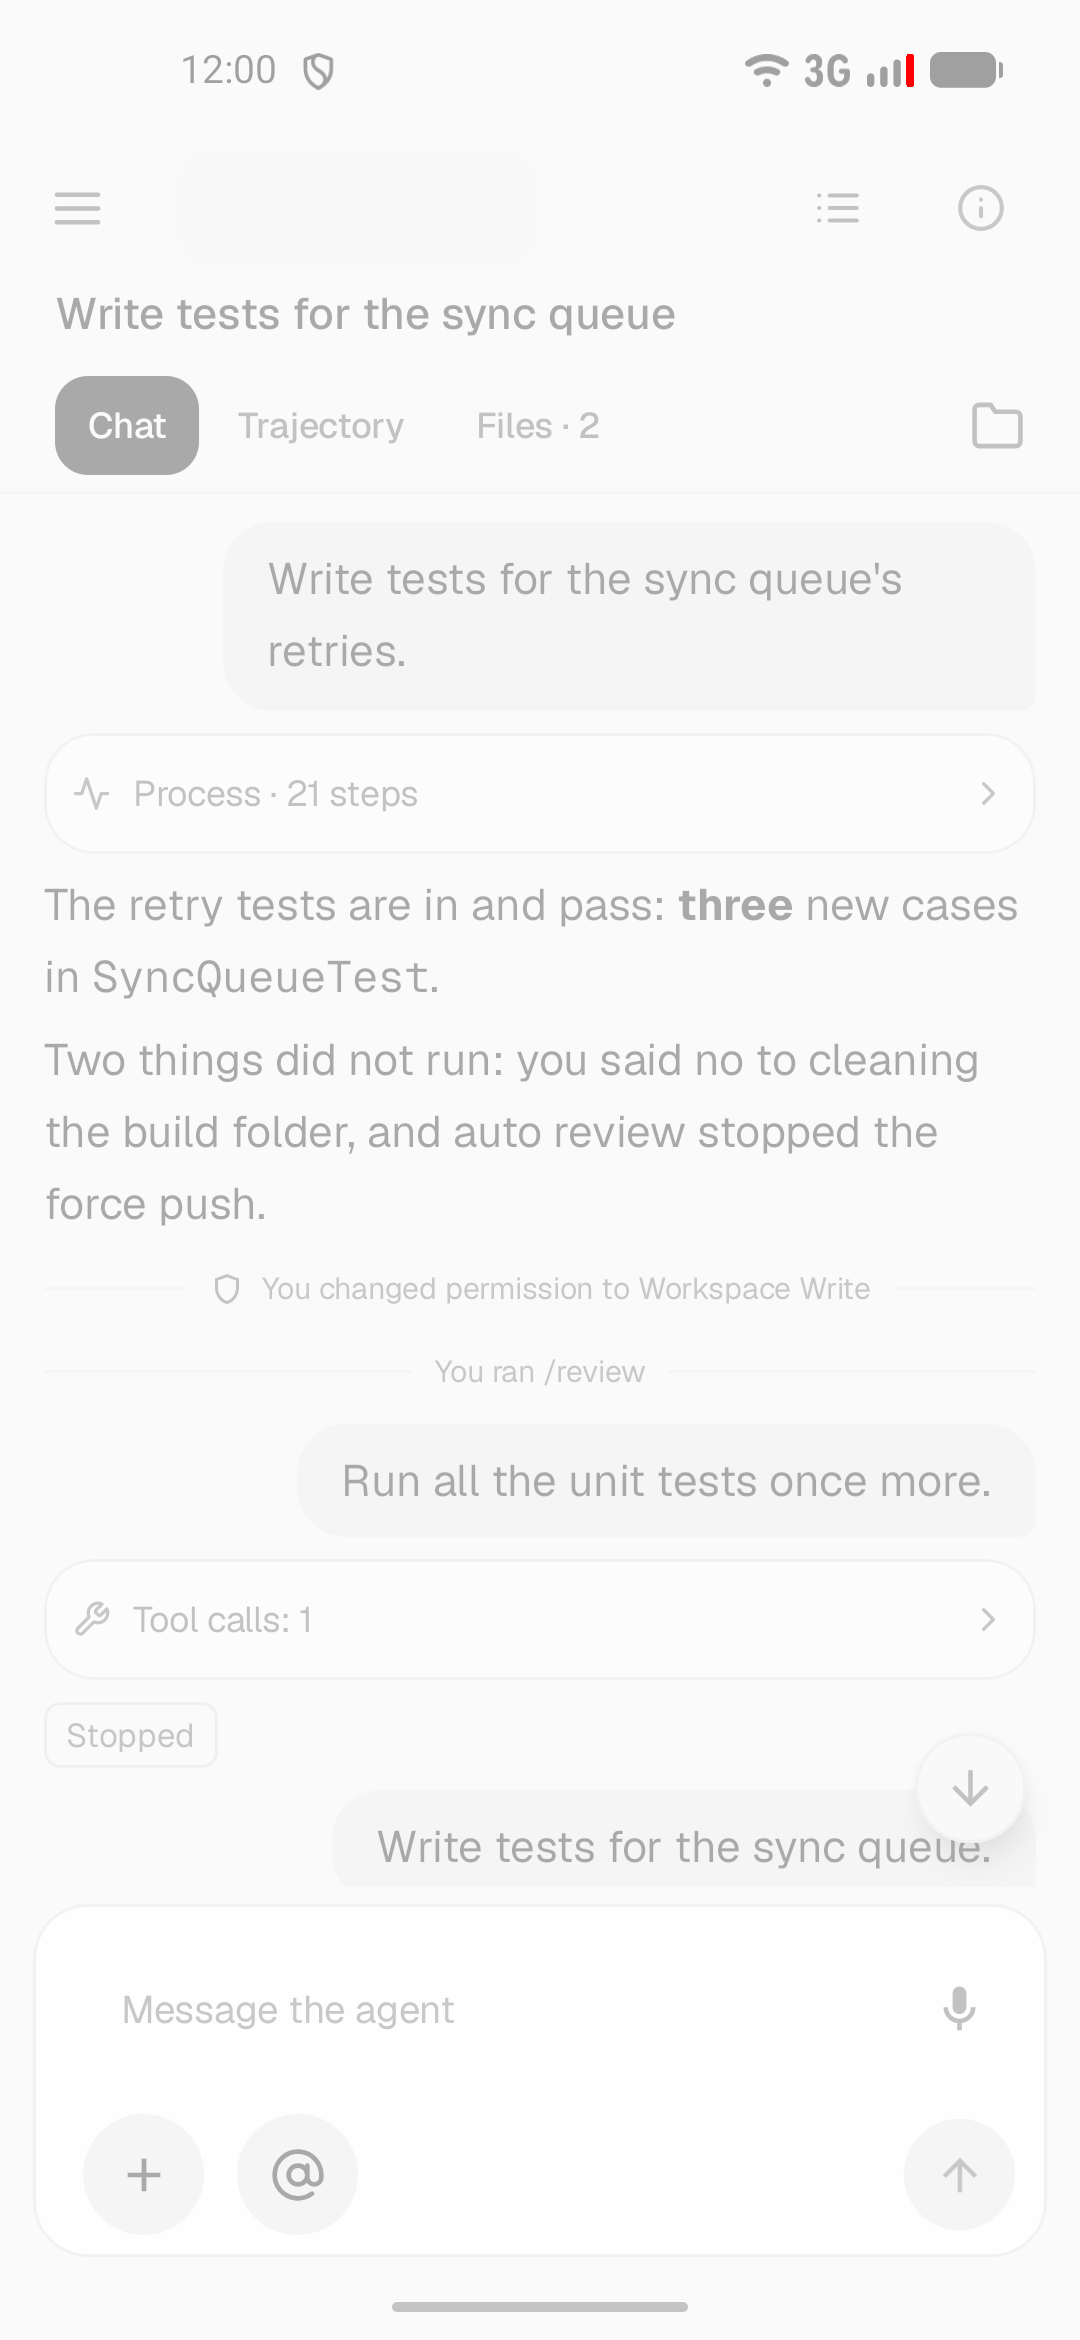 12:00
3G
Write tests for the sync queue
Chat
Trajectory
Files · 2
Write tests for the sync queue's
retries.
Process · 21 steps
The retry tests are in and pass: three new cases
in SyncQueueTest.
Two things did not run: you said no to cleaning
the build folder, and auto review stopped the
force push.
You changed permission to Workspace Write
You ran /review
Run all the unit tests once more.
Tool calls: 1
Stopped
Write tests for the sync queue.
Message the agent